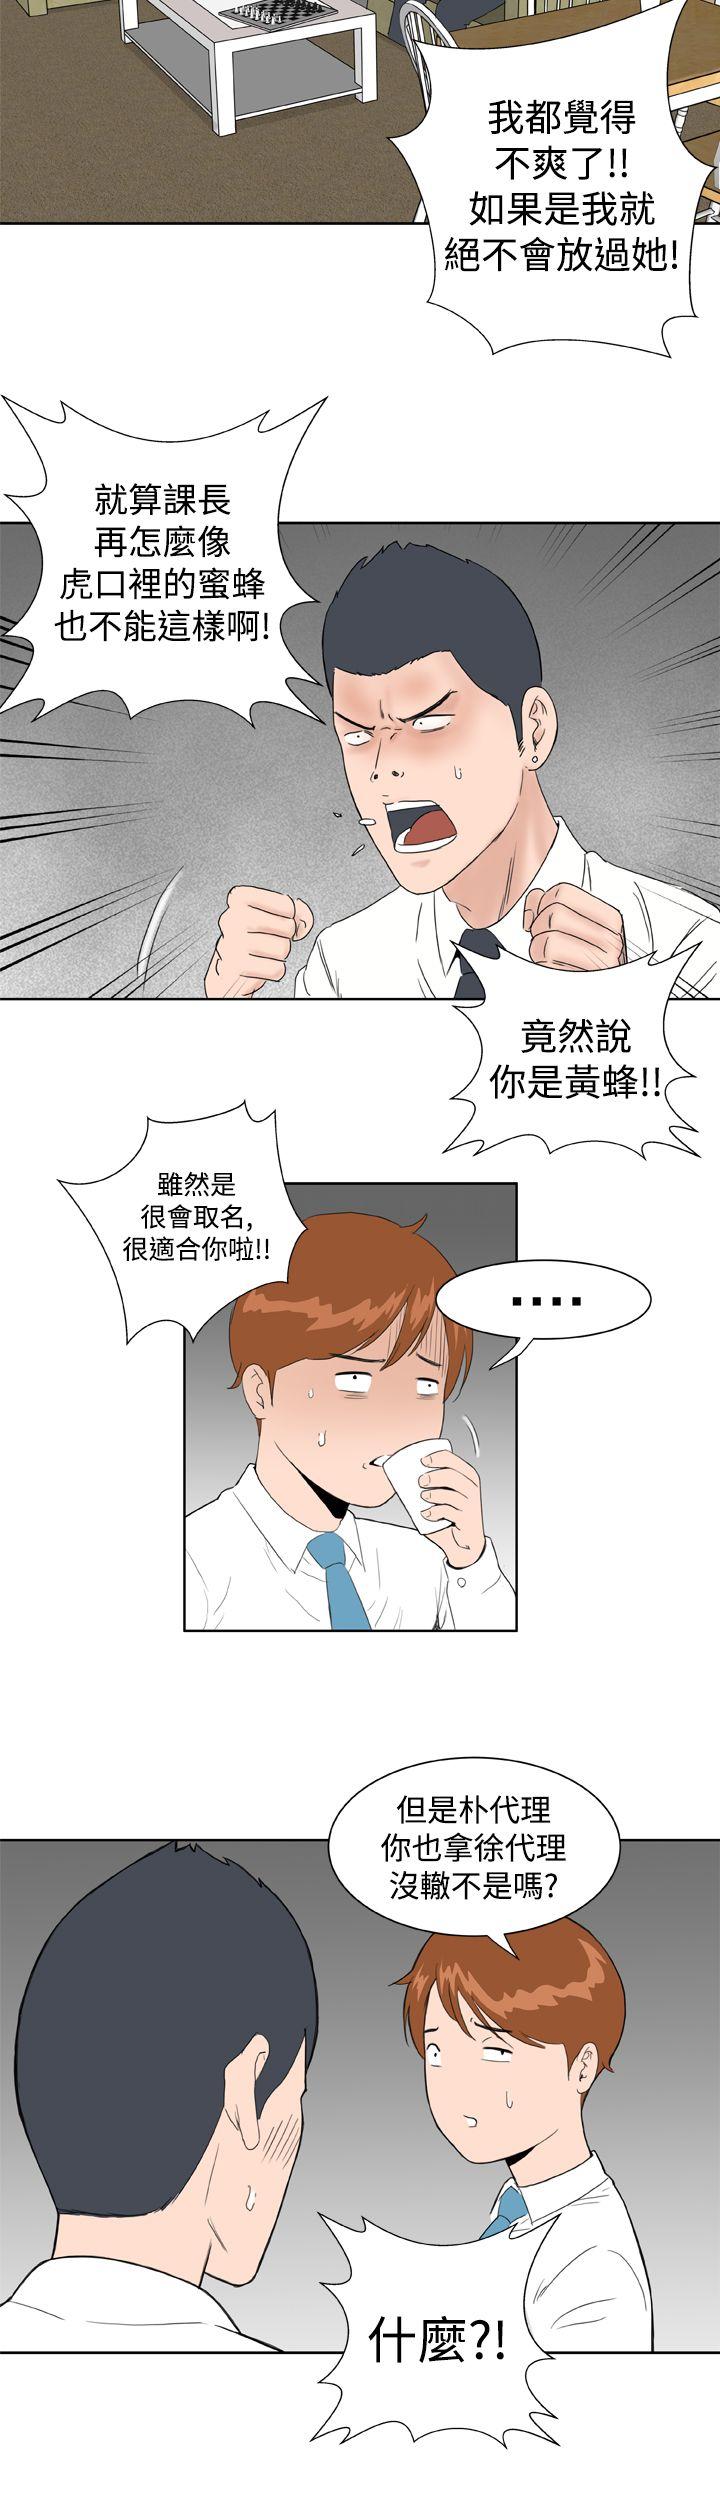 我都覺得
不爽了!!
如果是我就
絕不會放過她!
就算課長
再怎麼像
虎口裡的蜜蜂
也不能這樣啊!
竟然說
你是黃蜂!!
雖然是
很會取名,
很適合你啦!!
....
但是朴代理
你也拿徐代理
沒轍不是嗎?
什麼?!